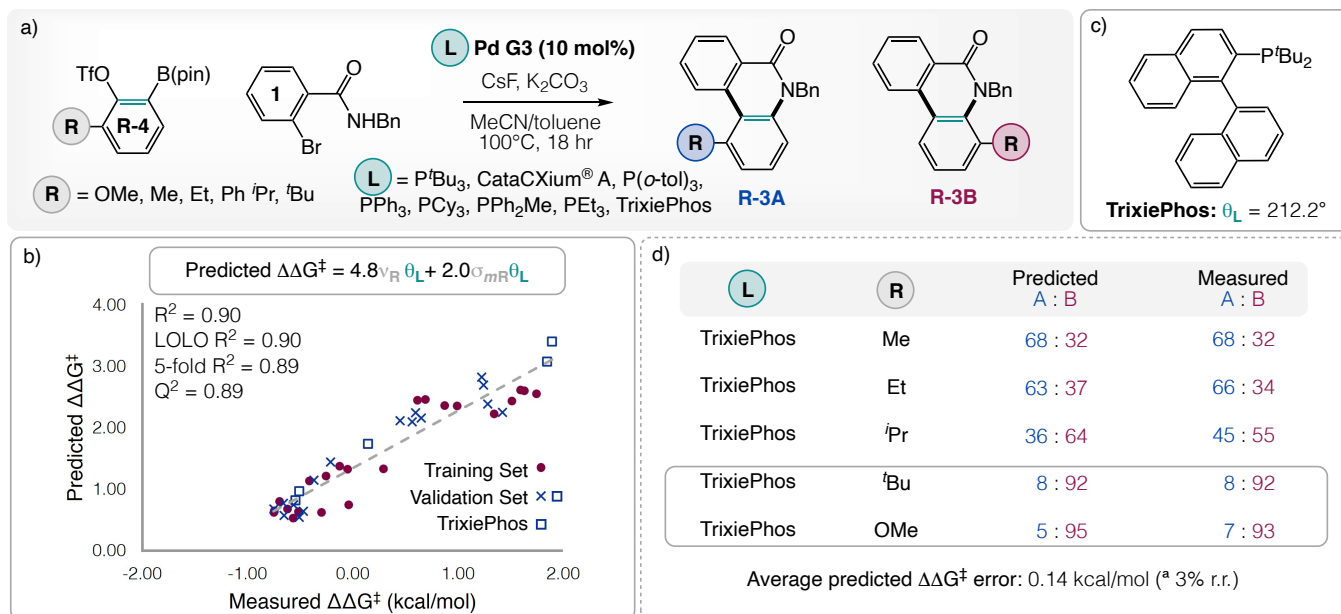 a)
TfO
B(pin)
R
R-4
1
O
NHBn
Br
L Pd G3 (10 mol%)
CsF, K₂CO₃
MeCN/toluene
100°C, 18 hr
O
NBn
R
R-3A
O
NBn
R
R-3B
R = OMe, Me, Et, Ph ⁱPr, ᵗBu
L = PᵗBu₃, CataCXium® A, P(o-tol)₃,
PPh₃, PCy₃, PPh₂Me, PEt₃, TrixiePhos
c)
PᵗBu₂
TrixiePhos: θL = 212.2°
b)
Predicted ΔΔG‡ = 4.8νR θL + 2.0σmRθL
R² = 0.90
LOLO R² = 0.90
5-fold R² = 0.89
Q² = 0.89
4.00
3.00
2.00
1.00
0.00
Predicted ΔΔG‡
Training Set
Validation Set
TrixiePhos
-2.00 -1.00 0.00 1.00 2.00
Measured ΔΔG‡ (kcal/mol)
d)
L R Predicted Measured
A : B A : B
TrixiePhos Me 68 : 32 68 : 32
TrixiePhos Et 63 : 37 66 : 34
TrixiePhos ⁱPr 36 : 64 45 : 55
TrixiePhos ᵗBu 8 : 92 8 : 92
TrixiePhos OMe 5 : 95 7 : 93
Average predicted ΔΔG‡ error: 0.14 kcal/mol (ª 3% r.r.)